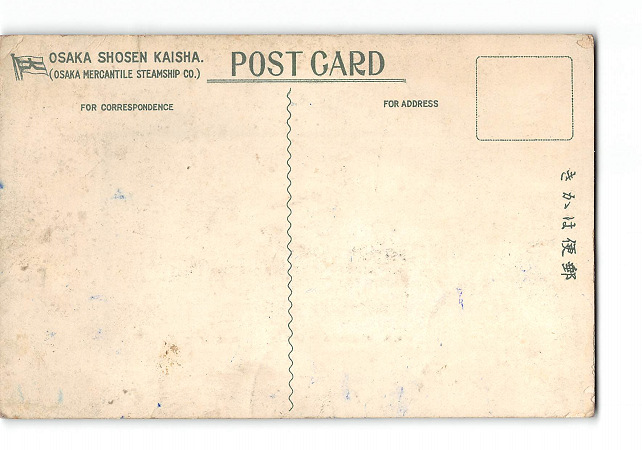 OSAKA SHOSEN KAISHA.
(OSAKA MERCANTILE STEAMSHIP CO.)
POST CARD
FOR CORRESPONDENCE
FOR ADDRESS
きかは便郵